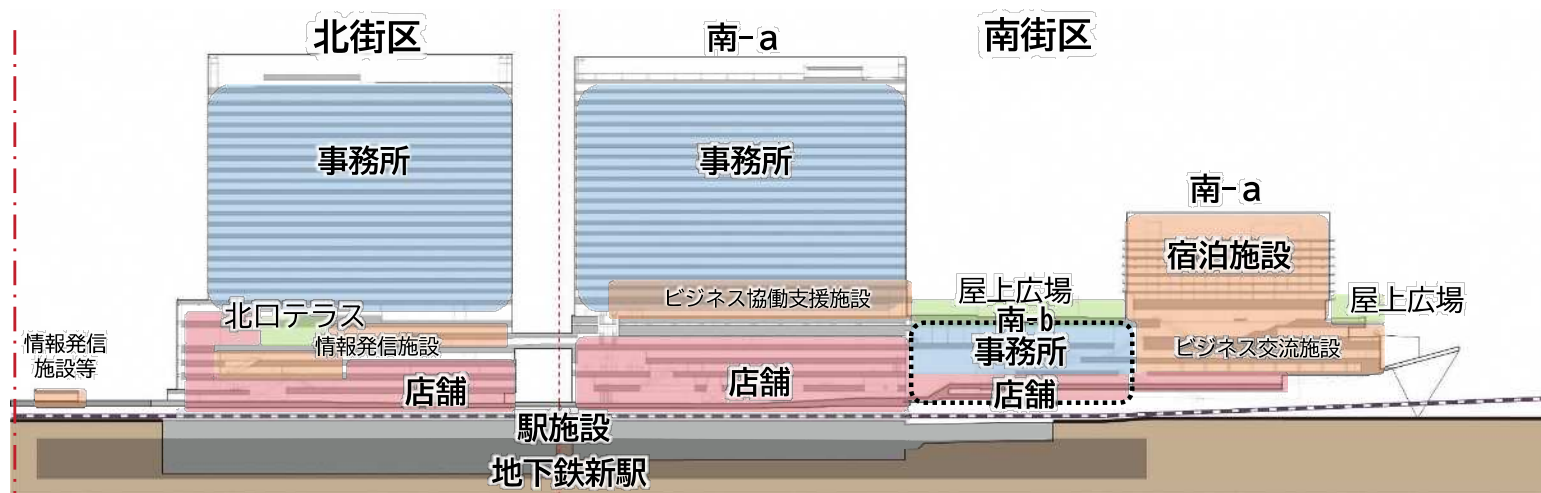 北街区
南-a
南街区
事務所
事務所
南-a
宿泊施設
ビジネス協働支援施設
屋上広場
屋上広場
北口テラス
南-b
情報発信
施設等
情報発信施設
事務所
ビジネス交流施設
店舗
店舗
店舗
駅施設
地下鉄新駅